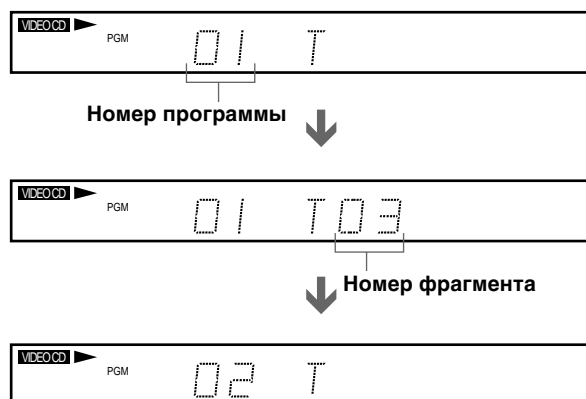 VIDEO CD
PGM 01 T
Номер программы
VIDEO CD
PGM 01 T03
Номер фрагмента
VIDEO CD
PGM 02 T